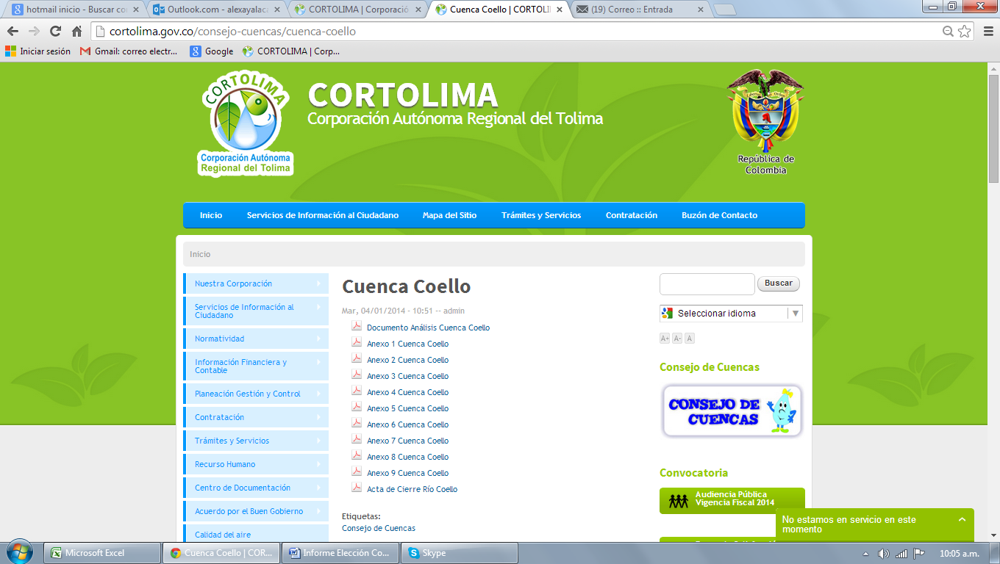 hotmail inicio - Buscar co
Outlook.com - alexayalac
CORTOLIMA | Corporació
Cuenca Coello | CORTOLI
(19) Correo :: Entrada
cortolima.gov.co/consejo-cuencas/cuenca-coello
Iniciar sesión
Gmail: correo electr...
Google
CORTOLIMA | Corp...
CORTOLIMA
Corporación Autónoma
Regional del Tolima
CORTOLIMA
Corporación Autónoma Regional del Tolima
República de
Colombia
Inicio
Servicios de Información al Ciudadano
Mapa del Sitio
Trámites y Servicios
Contratación
Buzón de Contacto
Inicio
Nuestra Corporación
Servicios de Información al
Ciudadano
Normatividad
Información Financiera y
Contable
Planeación Gestión y Control
Contratación
Trámites y Servicios
Recurso Humano
Centro de Documentación
Acuerdo por el Buen Gobierno
Calidad del aire
Cuenca Coello
Mar, 04/01/2014 - 10:51 -- admin
Documento Análisis Cuenca Coello
Anexo 1 Cuenca Coello
Anexo 2 Cuenca Coello
Anexo 3 Cuenca Coello
Anexo 4 Cuenca Coello
Anexo 5 Cuenca Coello
Anexo 6 Cuenca Coello
Anexo 7 Cuenca Coello
Anexo 8 Cuenca Coello
Anexo 9 Cuenca Coello
Acta de Cierre Río Coello
Etiquetas:
Consejo de Cuencas
Buscar
Seleccionar idioma
A+ A- A
Consejo de Cuencas
CONSEJO DE
CUENCAS
Convocatoria
Audiencia Pública
Vigencia Fiscal 2014
No estamos en servicio en este
momento
Microsoft Excel
Cuenca Coello | COR...
Informe Elección Co...
Skype
10:05 a.m.